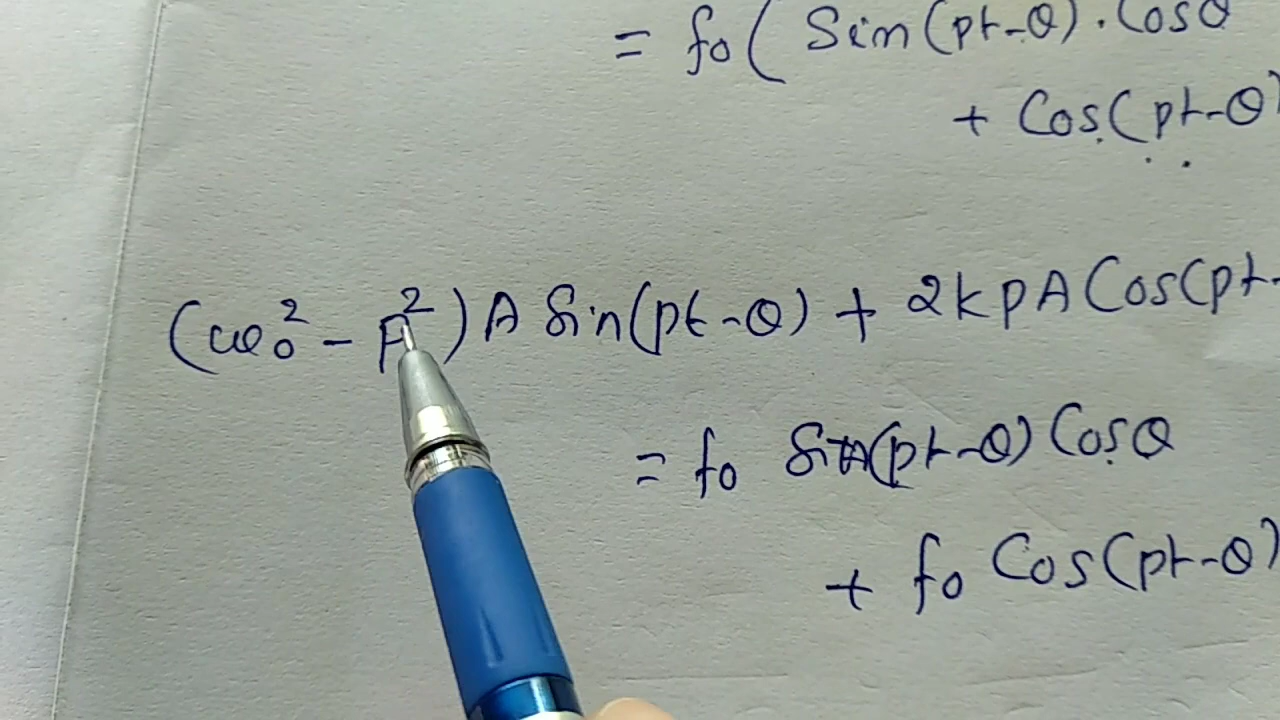 = fo( Sin(pt-θ).Cosθ
+ Cos(pt-θ)
(ω₀² - p²)A Sin(pt-θ) + 2kpA Cos(pt-
= fo Sin(pt-θ) Cosθ
+ fo Cos(pt-θ)